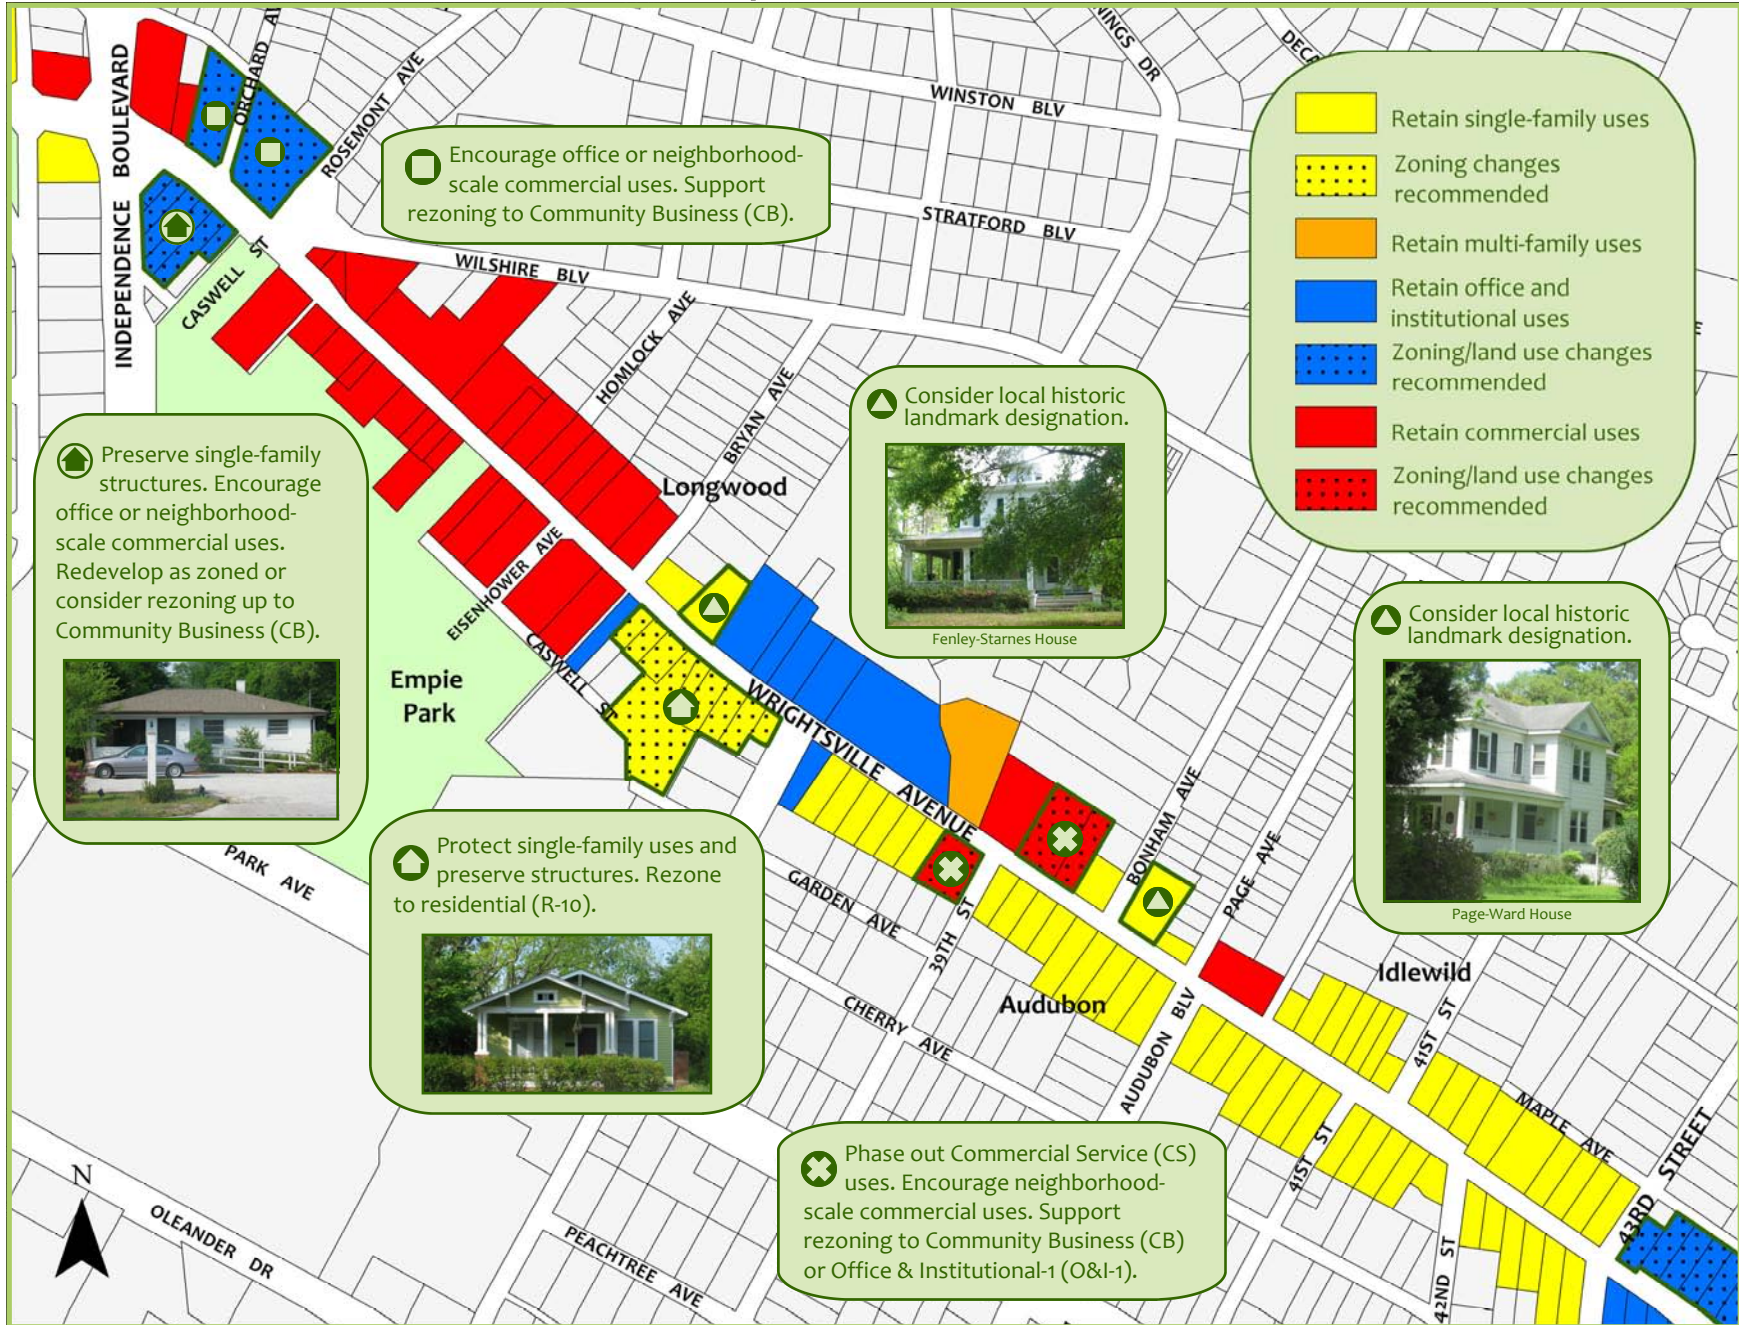 INDEPENDENCE BOULEVARD
ORCHARD AV
ROSEMONT AVE
NINGS DR
DECA
WINSTON BLV
STRATFORD BLV
WILSHIRE BLV
CASWELL ST
HOMLOCK AVE
BRYAN AVE
Longwood
Encourage office or neighborhood-
scale commercial uses. Support
rezoning to Community Business (CB).
Retain single-family uses
Zoning changes
recommended
Retain multi-family uses
Retain office and
institutional uses
Zoning/land use changes
recommended
Retain commercial uses
Zoning/land use changes
recommended
E
Preserve single-family
structures. Encourage
office or neighborhood-
scale commercial uses.
Redevelop as zoned or
consider rezoning up to
Community Business (CB).
Consider local historic
landmark designation.
Fenley-Starnes House
Consider local historic
landmark designation.
Page-Ward House
EISENHOWER AVE
CASWELL ST
Empie
Park
WRIGHTSVILLE AVENUE
PARK AVE
Protect single-family uses and
preserve structures. Rezone
to residential (R-10).
GARDEN AVE
39TH ST
BONHAM AVE
PAGE AVE
CHERRY AVE
Audubon
AUDUBON BLV
Idlewild
41ST ST
MAPLE AVE
43RD STREET
41ST ST
42ND ST
Phase out Commercial Service (CS)
uses. Encourage neighborhood-
scale commercial uses. Support
rezoning to Community Business (CB)
or Office & Institutional-1 (O&I-1).
N
OLEANDER DR
PEACHTREE AVE